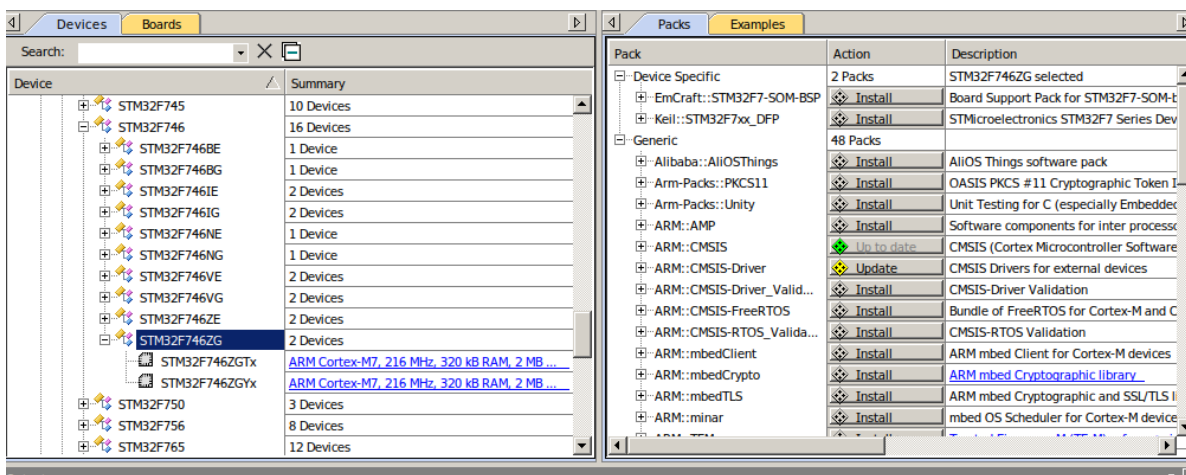 Devices Boards
Search:
Device Summary
STM32F745 10 Devices
STM32F746 16 Devices
STM32F746BE 1 Device
STM32F746BG 1 Device
STM32F746IE 2 Devices
STM32F746IG 2 Devices
STM32F746NE 1 Device
STM32F746NG 1 Device
STM32F746VE 2 Devices
STM32F746VG 2 Devices
STM32F746ZE 2 Devices
STM32F746ZG 2 Devices
STM32F746ZGTx ARM Cortex-M7, 216 MHz, 320 kB RAM, 2 MB ...
STM32F746ZGYx ARM Cortex-M7, 216 MHz, 320 kB RAM, 2 MB ...
STM32F750 3 Devices
STM32F756 8 Devices
STM32F765 12 Devices
Packs Examples
Pack Action Description
Device Specific 2 Packs STM32F746ZG selected
EmCraft::STM32F7-SOM-BSP Install Board Support Pack for STM32F7-SOM-
Keil::STM32F7xx_DFP Install STMicroelectronics STM32F7 Series Dev
Generic 48 Packs
Alibaba::AliOSThings Install AliOS Things software pack
Arm-Packs::PKCS11 Install OASIS PKCS #11 Cryptographic Token
Arm-Packs::Unity Install Unit Testing for C (especially Embedded
ARM::AMP Install Software components for inter processo
ARM::CMSIS Up to date CMSIS (Cortex Microcontroller Software
ARM::CMSIS-Driver Update CMSIS Drivers for external devices
ARM::CMSIS-Driver_Valid... Install CMSIS-Driver Validation
ARM::CMSIS-FreeRTOS Install Bundle of FreeRTOS for Cortex-M and C
ARM::CMSIS-RTOS_Valida... Install CMSIS-RTOS Validation
ARM::mbedClient Install ARM mbed Client for Cortex-M devices
ARM::mbedCrypto Install ARM mbed Cryptographic library
ARM::mbedTLS Install ARM mbed Cryptographic and SSL/TLS li
ARM::minar Install mbed OS Scheduler for Cortex-M device